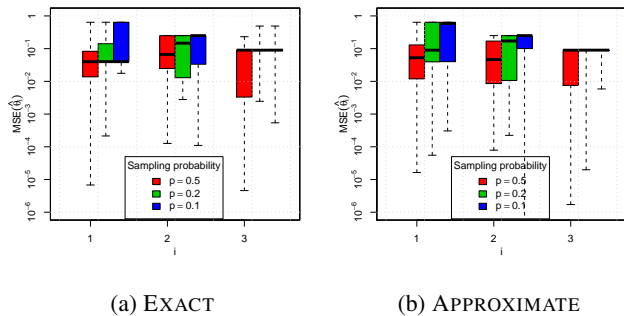 MSE(θ̂ᵢ)
1
10⁻¹
10⁻²
10⁻³
10⁻⁴
10⁻⁵
10⁻⁶
Sampling probability
p = 0.5
p = 0.2
p = 0.1
1 2 3
i
MSE(θ̂ᵢ)
1
10⁻¹
10⁻²
10⁻³
10⁻⁴
10⁻⁵
10⁻⁶
Sampling probability
p = 0.5
p = 0.2
p = 0.1
1 2 3
i
(a) EXACT
(b) APPROXIMATE